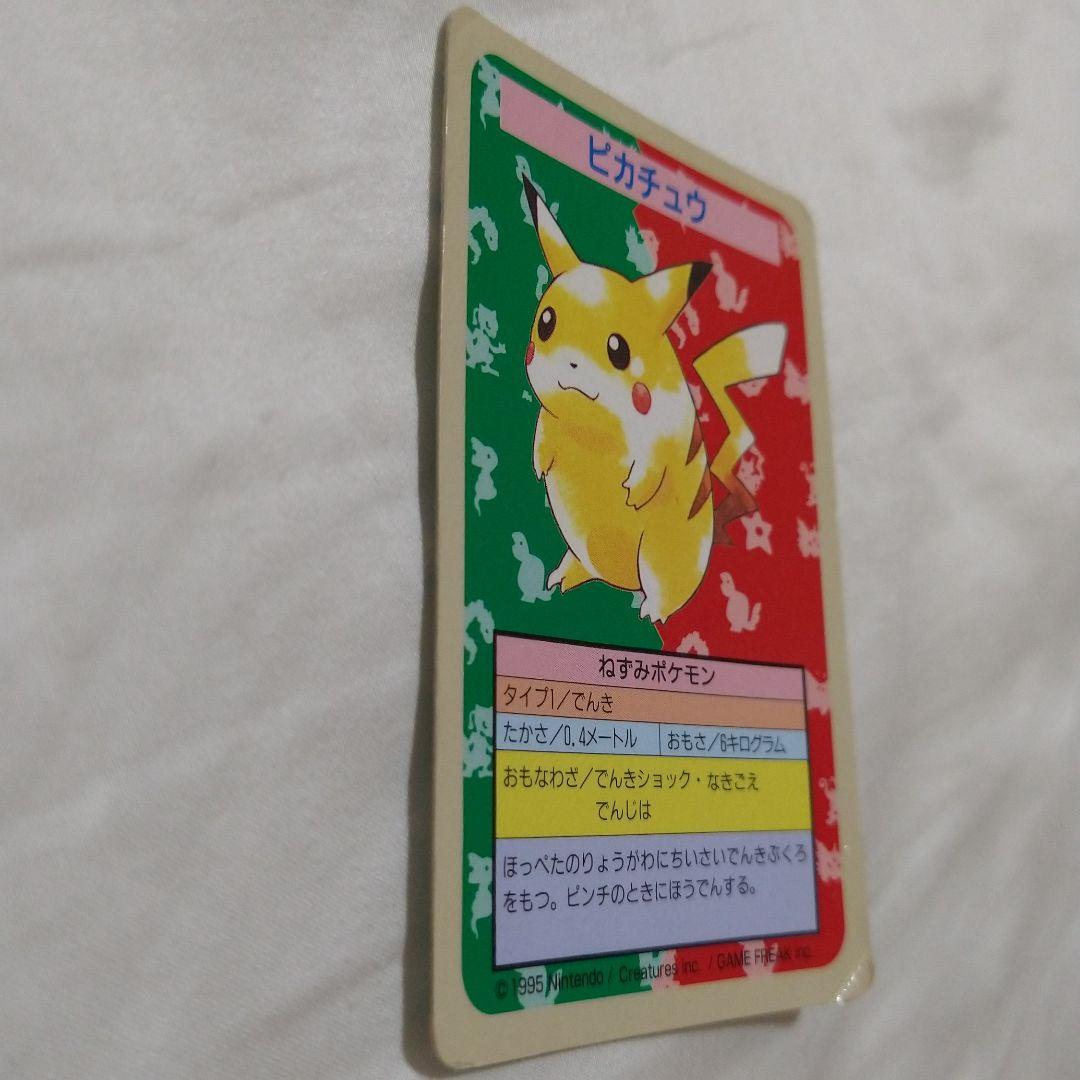 ピカチュウ
ねずみポケモン
タイプ1/でんき
たかさ/0.4メートル
おもさ/6キログラム
おもなわざ/でんきショック・なきごえ
でんじは
ほっぺたのりょうがわにちいさいでんきぶくろ
をもつ。ピンチのときにほうでんする。
©1995 Nintendo / Creatures inc. / GAME FREAK inc.